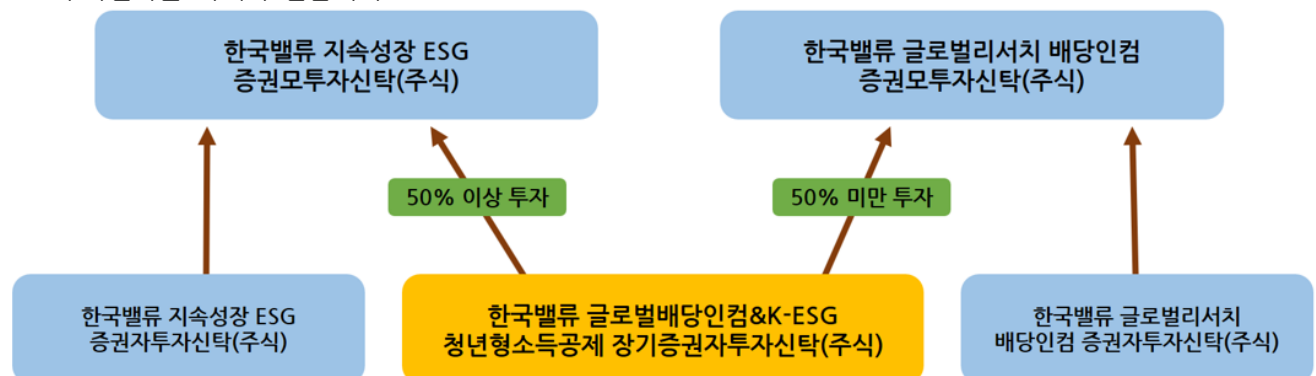 한국밸류 지속성장 ESG
증권모투자신탁(주식)
한국밸류 글로벌리서치 배당인컴
증권모투자신탁(주식)
50% 이상 투자
50% 미만 투자
한국밸류 지속성장 ESG
증권자투자신탁(주식)
한국밸류 글로벌배당인컴&K-ESG
청년형소득공제 장기증권자투자신탁(주식)
한국밸류 글로벌리서치
배당인컴 증권자투자신탁(주식)